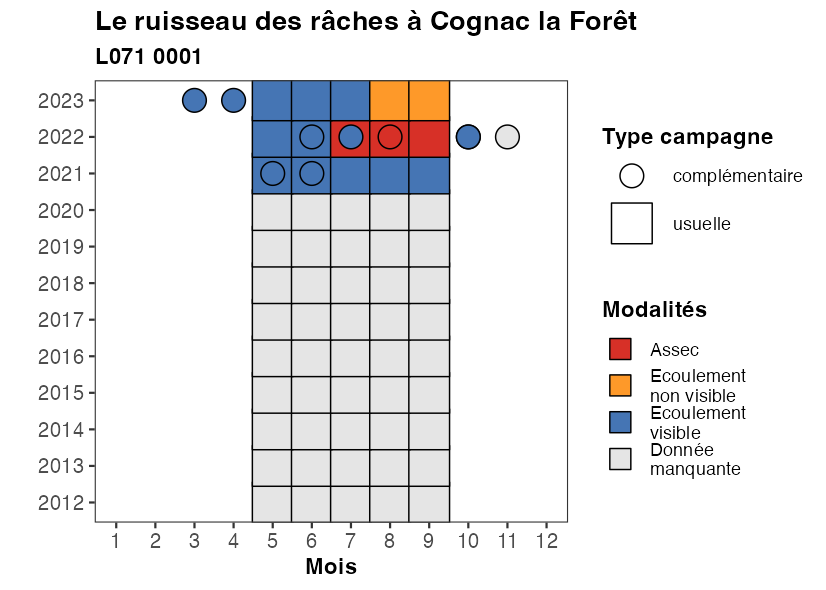 Le ruisseau des râches à Cognac la Forêt
L071 0001
2023
2022
2021
2020
2019
2018
2017
2016
2015
2014
2013
2012
1 2 3 4 5 6 7 8 9 10 11 12
Mois
Type campagne
complémentaire
usuelle
Modalités
Assec
Ecoulement
non visible
Ecoulement
visible
Donnée
manquante